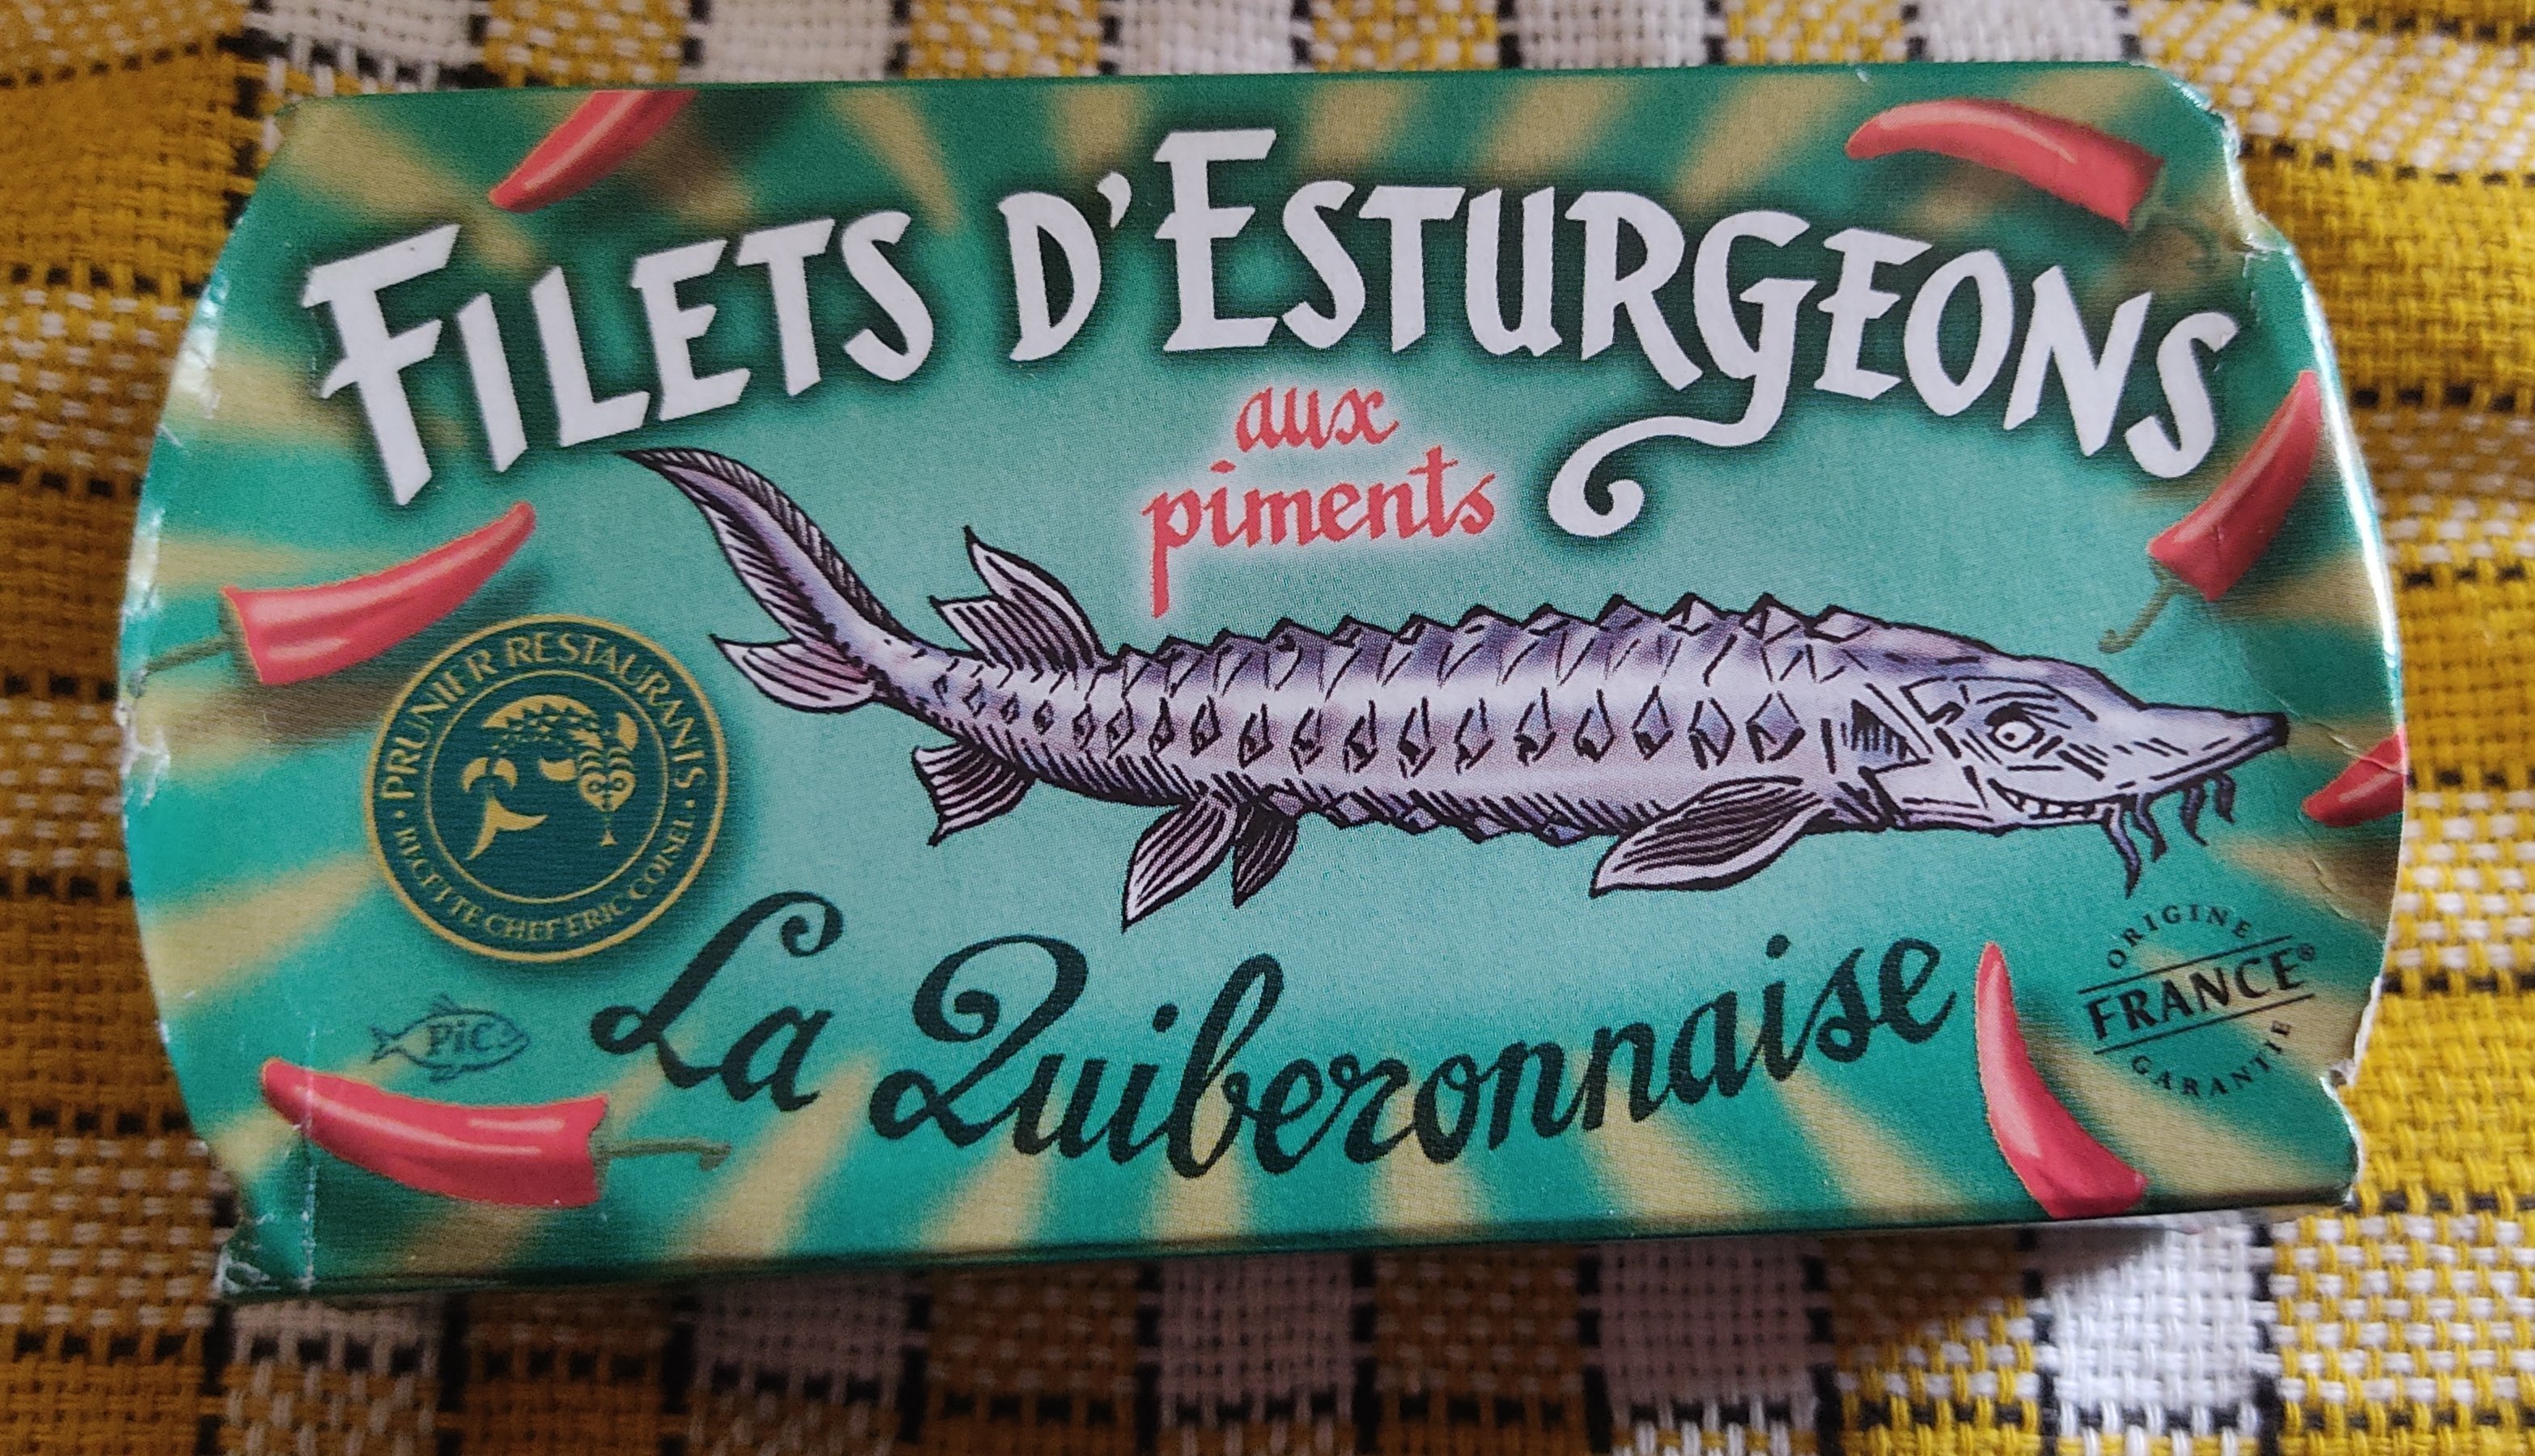 FILETS D'ESTURGEONS
aux
piments
PRUNIER RESTAURANTS
RECETTE CHEF ERIC COISEL
PiC
La Quiberonnaise
ORIGINE
FRANCE®
GARANTIE